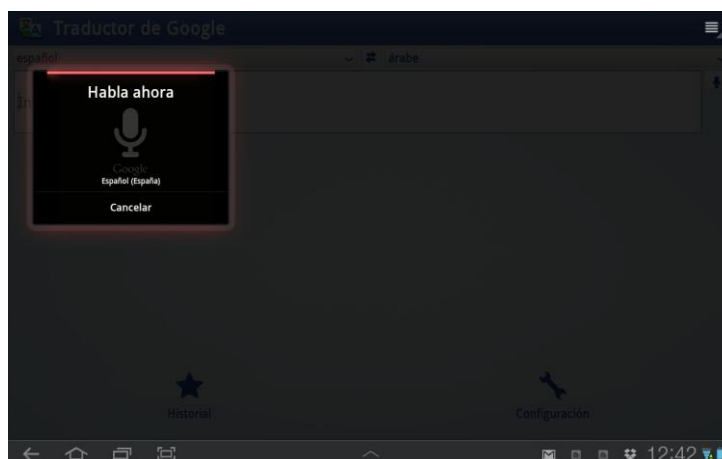 Traductor de Google
español árabe
Habla ahora
Google
Español (España)
Cancelar
Historial
Configuración
12:42